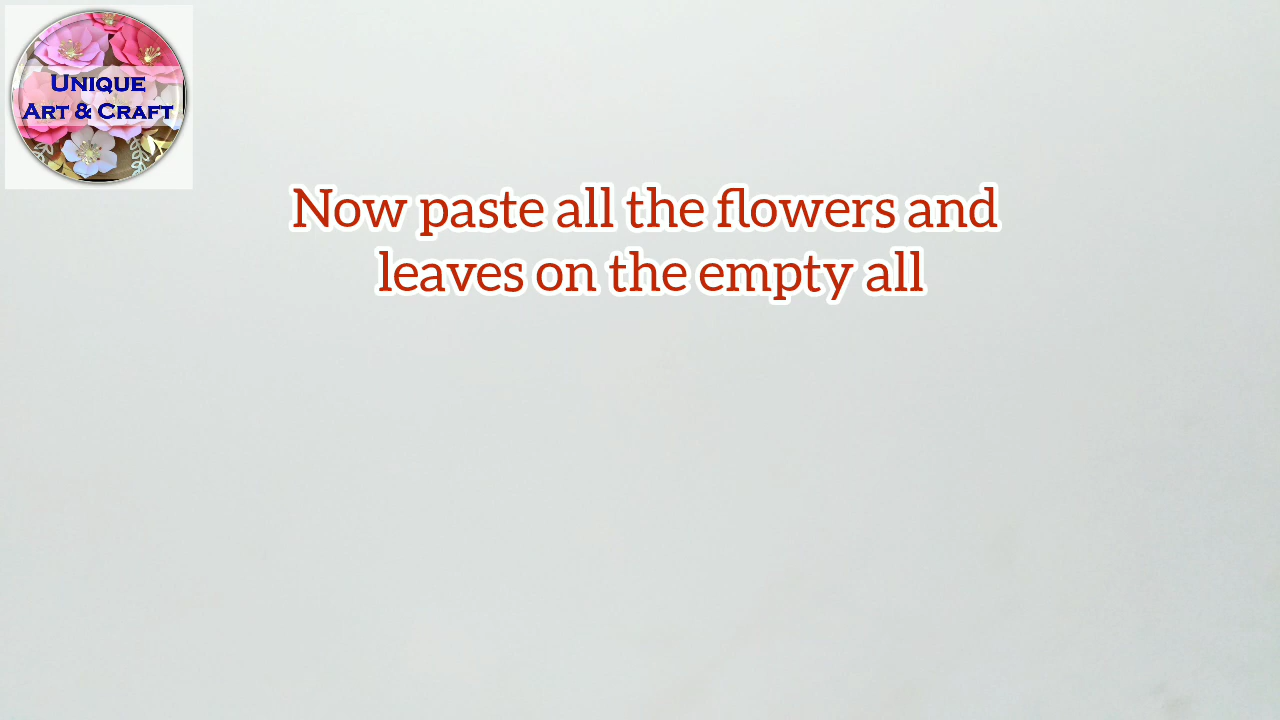 UNIQUE
ART & CRAFT
Now paste all the flowers and
leaves on the empty all